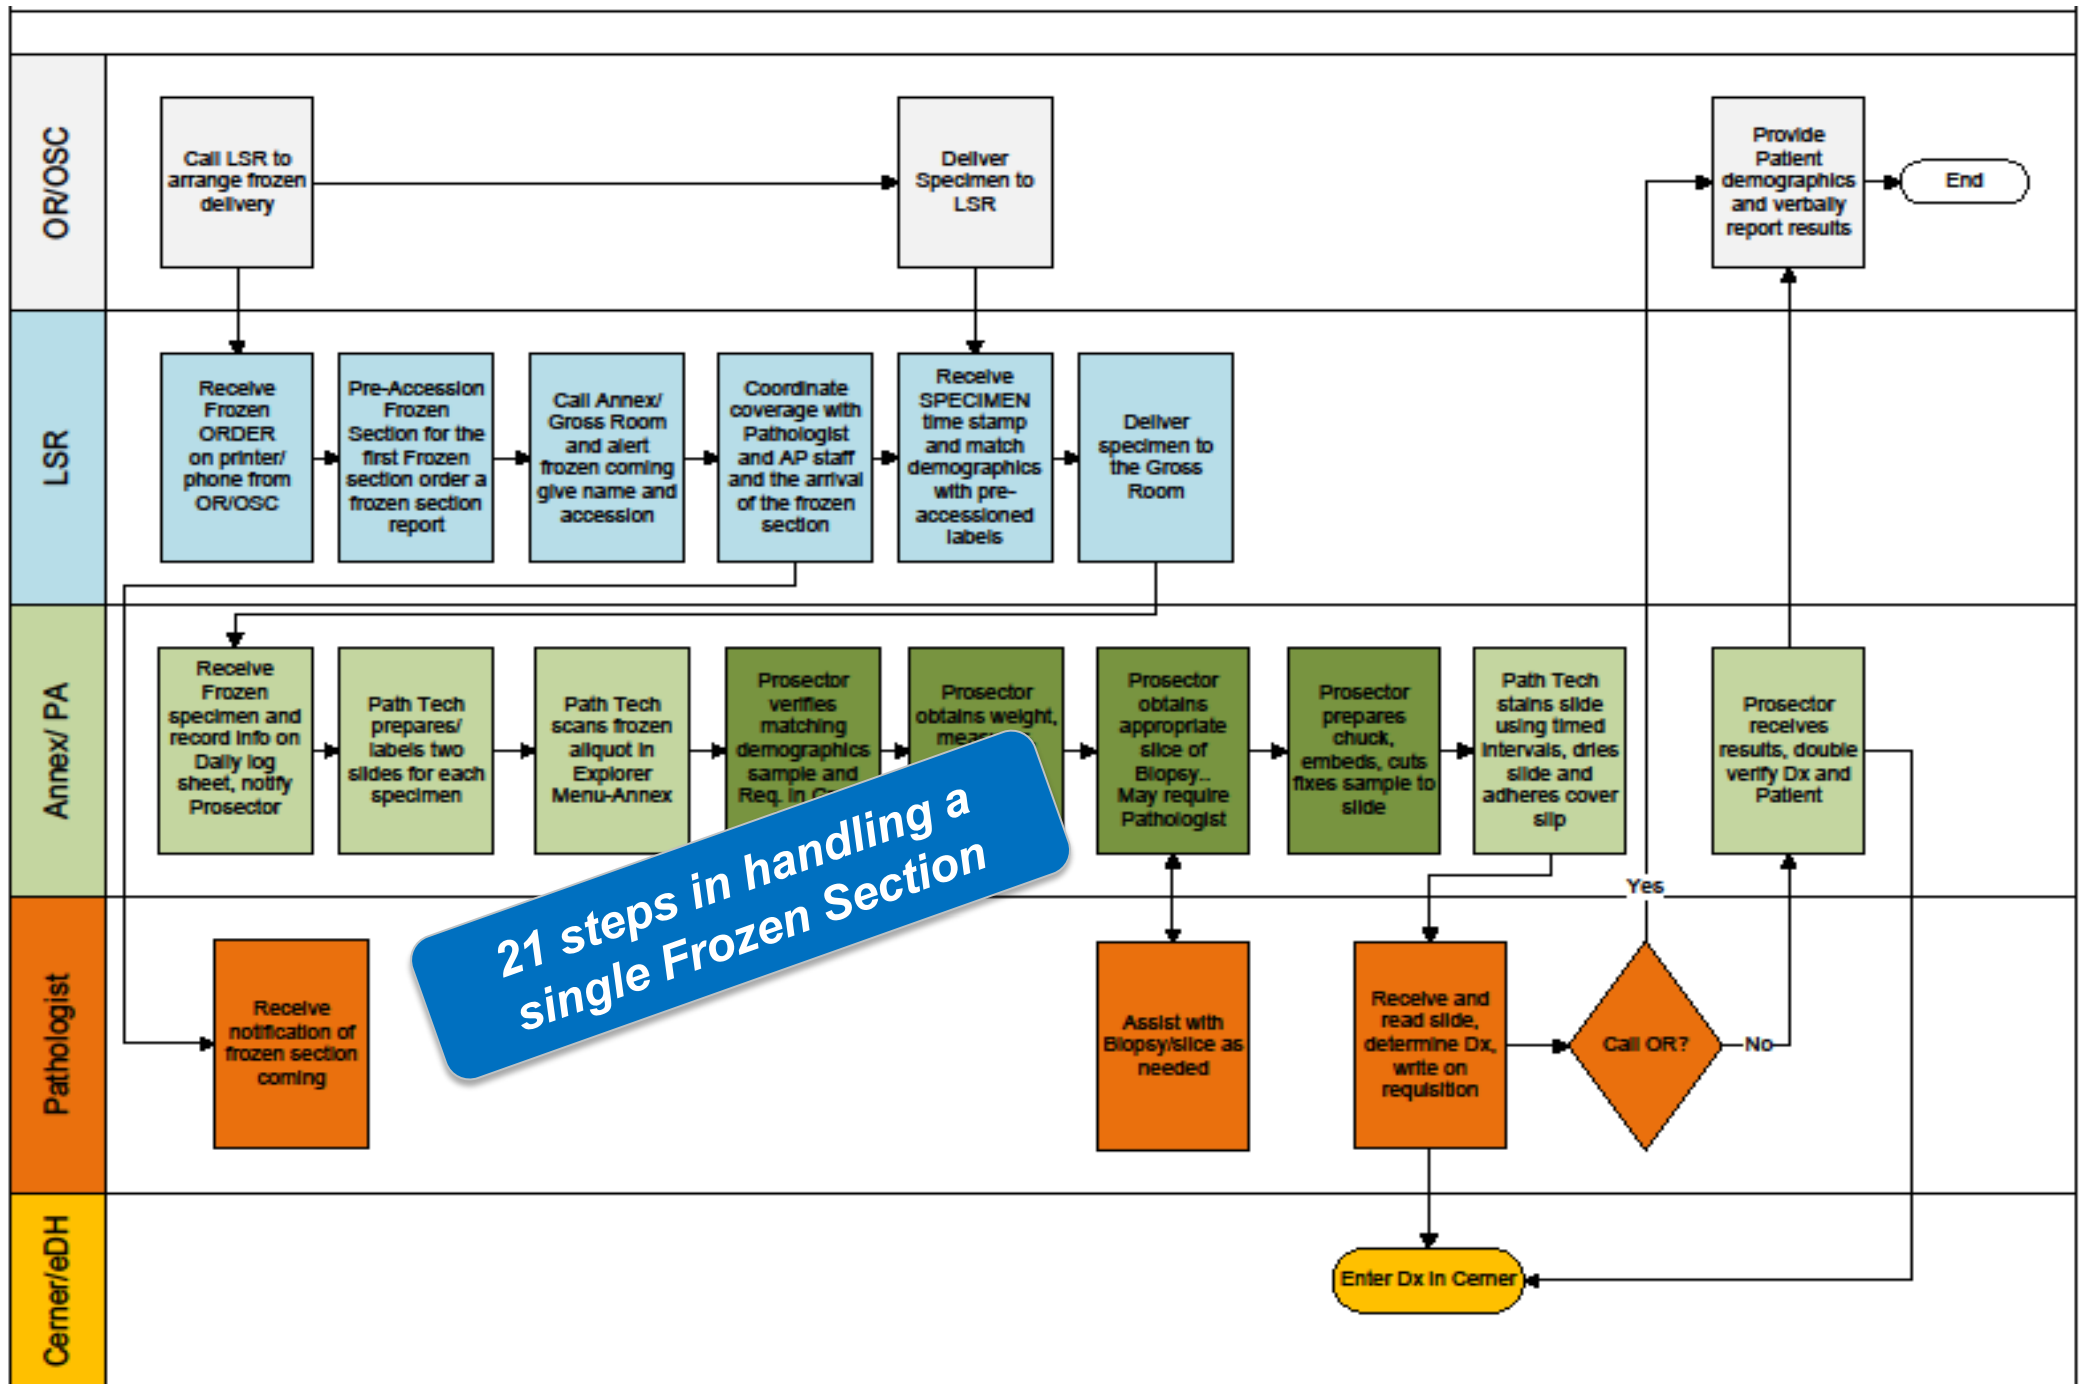 OR/OSC
Call LSR to
arrange frozen
delivery
Deliver
Specimen to
LSR
Provide
Patient
demographics
and verbally
report results
End
LSR
Receive
Frozen
ORDER
on printer/
phone from
OR/OSC
Pre-Accession
Frozen
Section for the
first Frozen
section order a
frozen section
report
Call Annex/
Gross Room
and alert
frozen coming
give name and
accession
Coordinate
coverage with
Pathologist
and AP staff
and the arrival
of the frozen
section
Receive
SPECIMEN
time stamp
and match
demographics
with pre-
accessioned
labels
Deliver
specimen to
the Gross
Room
Annex/ PA
Receive
Frozen
specimen and
record info on
Daily log
sheet, notify
Prosector
Path Tech
prepares/
labels two
slides for each
specimen
Path Tech
scans frozen
aliquot in
Explorer
Menu-Annex
Prosector
verifies
matching
demographics
sample and
Req. in
Prosector
obtains weight,
Prosector
obtains
appropriate
slice of
Biopsy...
May require
Pathologist
Prosector
prepares
chuck,
embeds, cuts
fixes sample to
slide
Path Tech
stains slide
using timed
intervals, dries
slide and
adheres cover
slip
Prosector
receives
results, double
verify Dx and
Patient
21 steps in handling a
single Frozen Section
Yes
Pathologist
Receive
notification of
frozen section
coming
Assist with
Biopsy/slice as
needed
Receive and
read slide,
determine Dx,
write on
requisition
Call OR?
No
Cerner/eDH
Enter Dx in Cerner